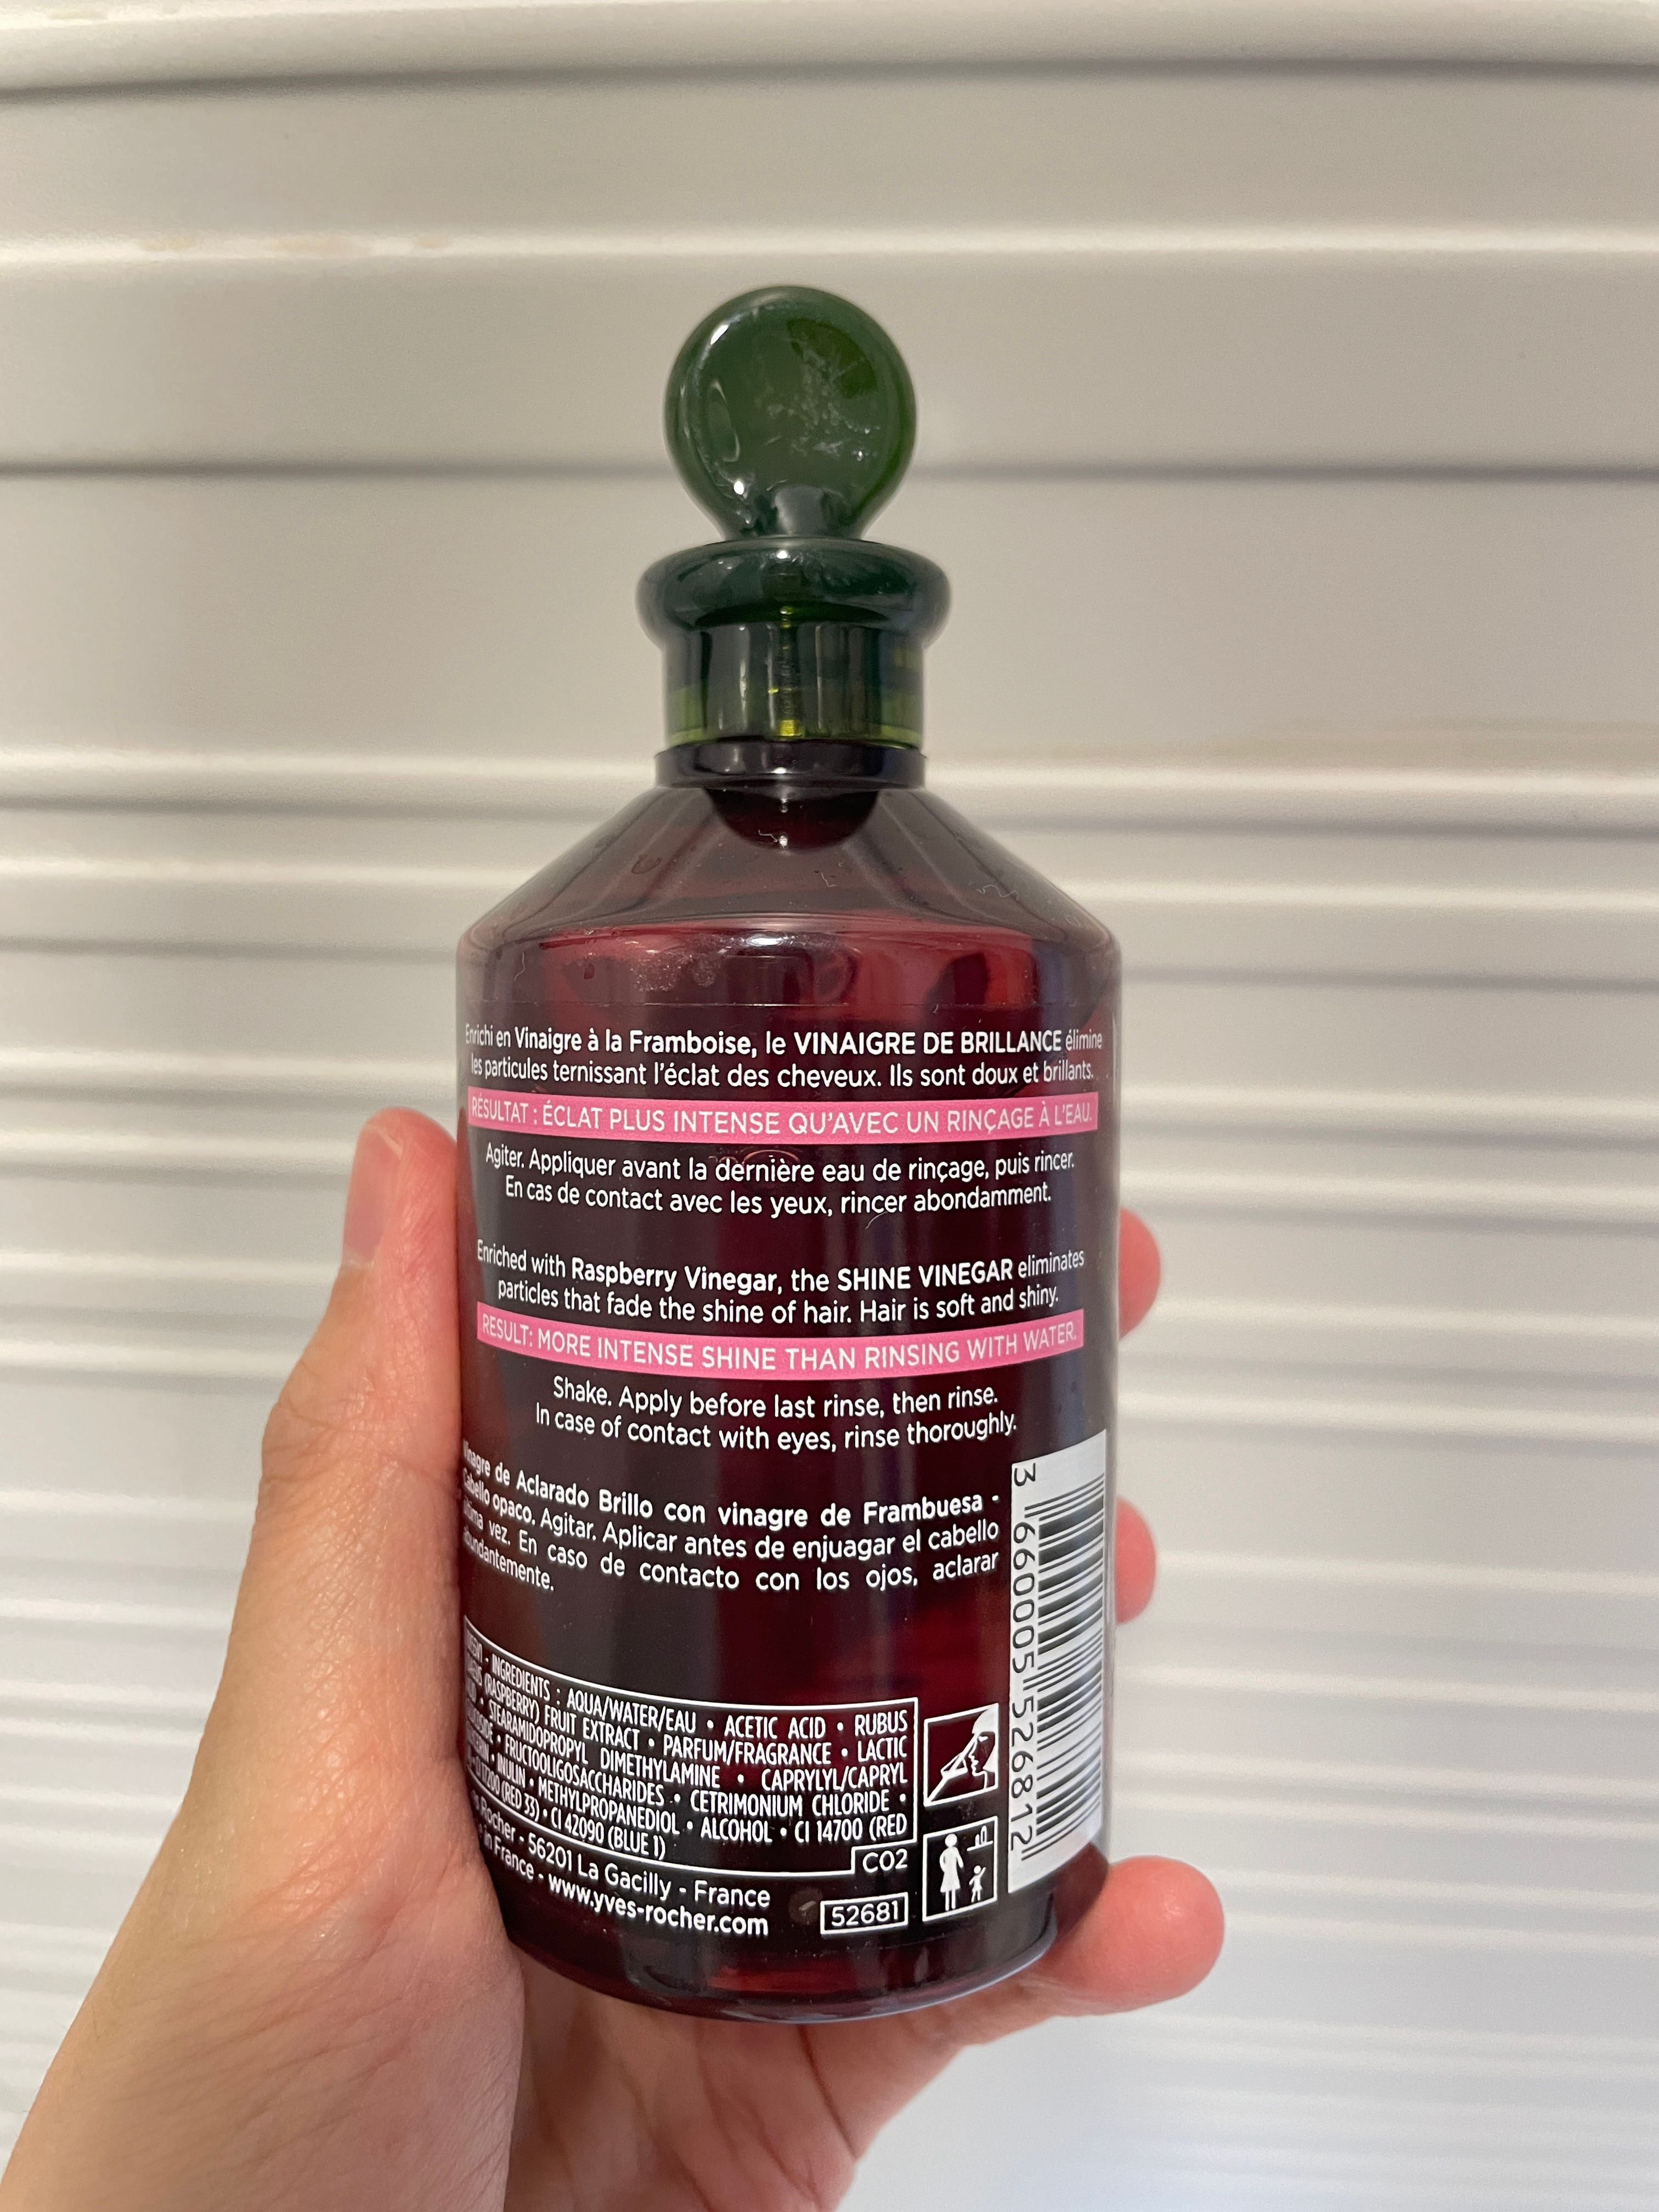 Enrichi en Vinaigre à la Framboise, le VINAIGRE DE BRILLANCE élimine
les particules ternissant l'éclat des cheveux. Ils sont doux et brillants.
RÉSULTAT : ÉCLAT PLUS INTENSE QU'AVEC UN RINÇAGE À L'EAU.
Agiter. Appliquer avant la dernière eau de rinçage, puis rincer.
En cas de contact avec les yeux, rincer abondamment.
Enriched with Raspberry Vinegar, the SHINE VINEGAR eliminates
particles that fade the shine of hair. Hair is soft and shiny.
RESULT: MORE INTENSE SHINE THAN RINSING WITH WATER.
Shake. Apply before last rinse, then rinse.
In case of contact with eyes, rinse thoroughly.
Vinagre de Aclarado Brillo con vinagre de Frambuesa -
Cabello opaco. Agitar. Aplicar antes de enjuagar el cabello
última vez. En caso de contacto con los ojos, aclarar
abundantemente.
- INGREDIENTS : AQUA/WATER/EAU • ACETIC ACID • RUBUS
(RASPBERRY) FRUIT EXTRACT • PARFUM/FRAGRANCE • LACTIC
• STEARAMIDOPROPYL DIMETHYLAMINE • CAPRYLYL/CAPRYL
• FRUCTOOLIGOSACCHARIDES • CETRIMONIUM CHLORIDE •
• INULIN • METHYLPROPANEDIOL • ALCOHOL • CI 14700 (RED
(RED 33) • CI 42090 (BLUE 1)
C02
Rocher - 56201 La Gacilly - France
in France - www.yves-rocher.com
52681
3 660005 526812